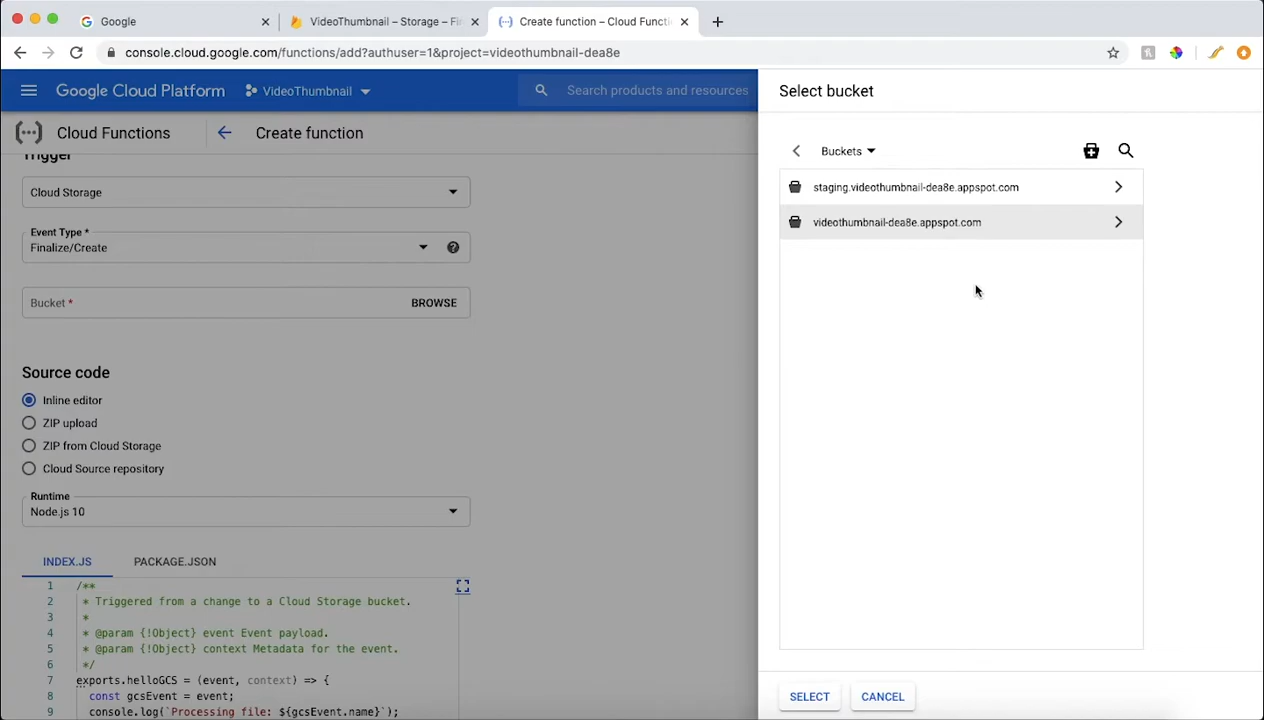 Google
VideoThumbnail – Storage – Fi
Create function – Cloud Functi
console.cloud.google.com/functions/add?authuser=1&project=videothumbnail-dea8e
Google Cloud Platform
VideoThumbnail
Search products and resources
Select bucket
Cloud Functions
Create function
Buckets
Trigger
Cloud Storage
staging.videothumbnail-dea8e.appspot.com
videothumbnail-dea8e.appspot.com
Event Type *
Finalize/Create
Bucket *
BROWSE
Source code
Inline editor
ZIP upload
ZIP from Cloud Storage
Cloud Source repository
Runtime
Node.js 10
INDEX.JS
PACKAGE.JSON
1 /**
2 * Triggered from a change to a Cloud Storage bucket.
3 *
4 * @param {!Object} event Event payload.
5 * @param {!Object} context Metadata for the event.
6 */
7 exports.helloGCS = (event, context) => {
8 const gcsEvent = event;
9 console.log(`Processing file: ${gcsEvent.name}`);
SELECT
CANCEL